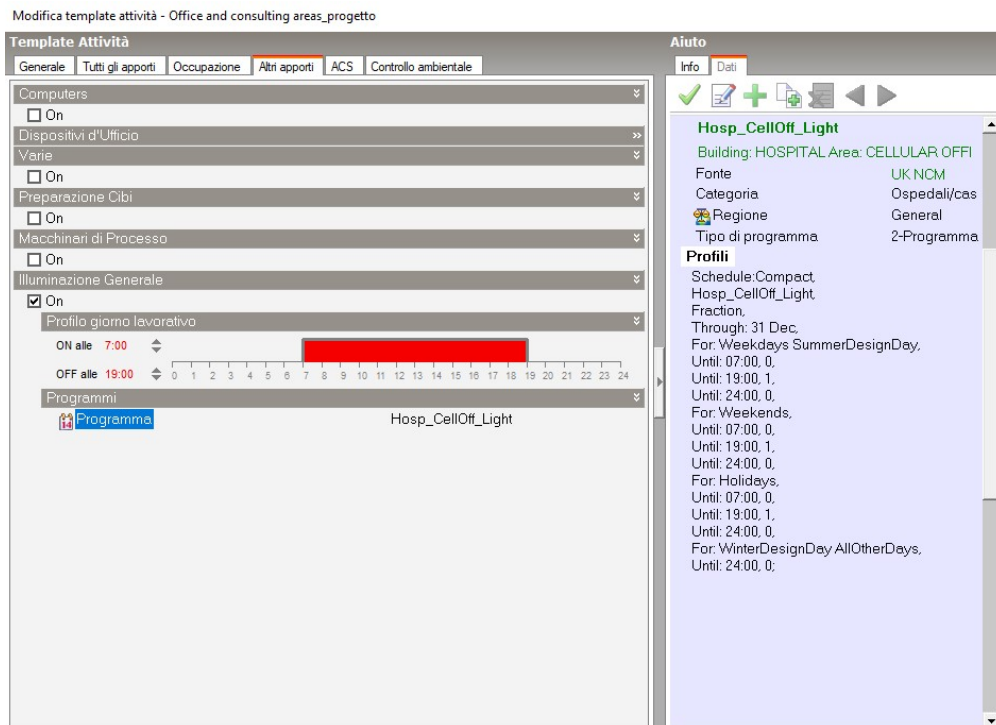 Modifica template attività - Office and consulting areas_progetto
Template Attività
Generale Tutti gli apporti Occupazione Altri apporti ACS Controllo ambientale
Computers
On
Dispositivi d'Ufficio
Varie
On
Preparazione Cibi
On
Macchinari di Processo
On
Illuminazione Generale
On
Profilo giorno lavorativo
ON alle 7:00
OFF alle 19:00
0 1 2 3 4 5 6 7 8 9 10 11 12 13 14 15 16 17 18 19 20 21 22 23 24
Programmi
14 Programma Hosp_CellOff_Light
Aiuto
Info Dati
Hosp_CellOff_Light
Building: HOSPITAL Area: CELLULAR OFFI
Fonte UK NCM
Categoria Ospedali/cas
Regione General
Tipo di programma 2-Programma
Profili
Schedule:Compact,
Hosp_CellOff_Light,
Fraction,
Through: 31 Dec,
For: Weekdays SummerDesignDay,
Until: 07:00, 0,
Until: 19:00, 1,
Until: 24:00, 0,
For: Weekends,
Until: 07:00, 0,
Until: 19:00, 1,
Until: 24:00, 0,
For: Holidays,
Until: 07:00, 0,
Until: 19:00, 1,
Until: 24:00, 0,
For: WinterDesignDay AllOtherDays,
Until: 24:00, 0;